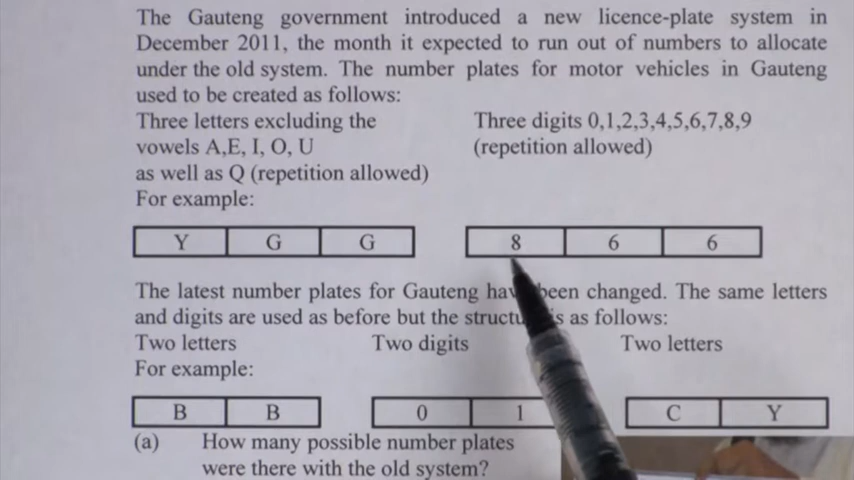 The Gauteng government introduced a new licence-plate system in
December 2011, the month it expected to run out of numbers to allocate
under the old system. The number plates for motor vehicles in Gauteng
used to be created as follows:
Three letters excluding the Three digits 0,1,2,3,4,5,6,7,8,9
vowels A,E, I, O, U (repetition allowed)
as well as Q (repetition allowed)
For example:
Y G G 8 6 6
The latest number plates for Gauteng been changed. The same letters
and digits are used as before but the is as follows:
Two letters Two digits Two letters
For example:
B B 0 1 C Y
(a) How many possible number plates
were there with the old system?